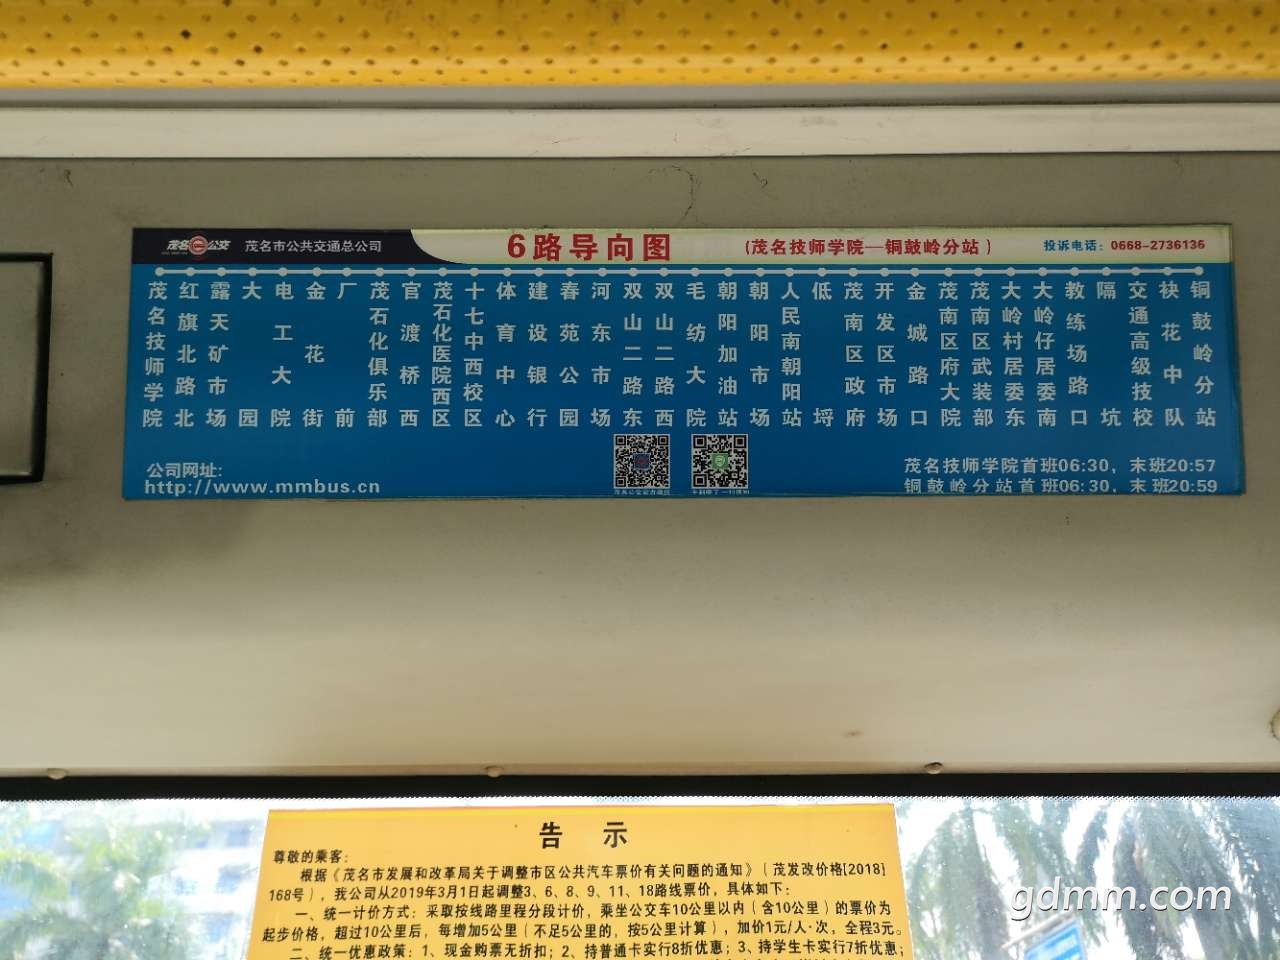 茂名公交 茂名市公共交通总公司
6路导向图
(茂名技师学院—铜鼓岭分站)
投诉电话:0668-2736136
茂名技师学院
红旗北路北
露天矿市场
大园
电工大院
金花街
厂前
茂石化俱乐部
官渡桥西
茂石化医院西区
十七中西校区
体育中心
建设银行
春苑公园
河东市场
双山二路东
双山二路西
毛纺大院
朝阳加油站
朝阳市场
人民南朝阳站
低埒
茂南区政府
开发区市场
金城路口
茂南区府大院
茂南区武装部
大岭村居委东
大岭仔居委南
教练场路口
隔坑
交通高级技校
袂花中队
铜鼓岭分站
公司网址:
http://www.mmbus.cn
茂名技师学院首班06:30,末班20:57
铜鼓岭分站首班06:30,末班20:59
告 示
尊敬的乘客:
根据《茂名市发展和改革局关于调整市区公共汽车票价有关问题的通知》(茂发改价格[2018]
168号),我公司从2019年3月1日起调整3、6、8、9、11、18路线票价,具体如下:
一、统一计价方式:采取按线路里程分段计价,乘坐公交车10公里以内(含10公里)的票价为
起步价格,超过10公里后,每增加5公里(不足5公里的,按5公里计算),加价1元/人·次,全程3元。
二、统一优惠政策:1、现金购票无折扣;2、持普通卡实行8折优惠;3、持学生卡实行7折优惠;
gdmm.com